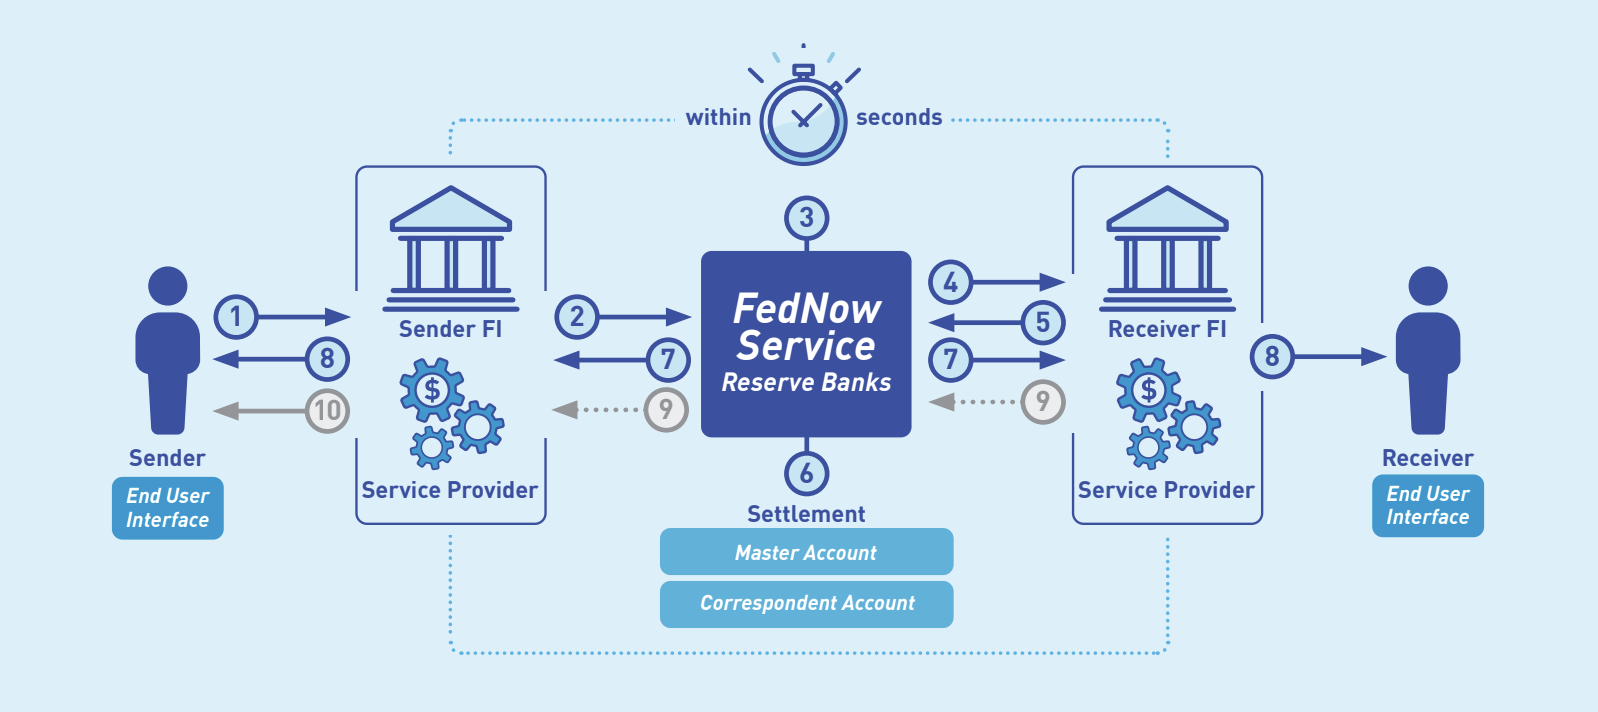 within
seconds
3
FedNow
Service
Reserve Banks
1
8
10
Sender
End User
Interface
Sender FI
$
Service Provider
2
7
9
4
5
7
9
Receiver FI
$
Service Provider
8
Receiver
End User
Interface
6
Settlement
Master Account
Correspondent Account